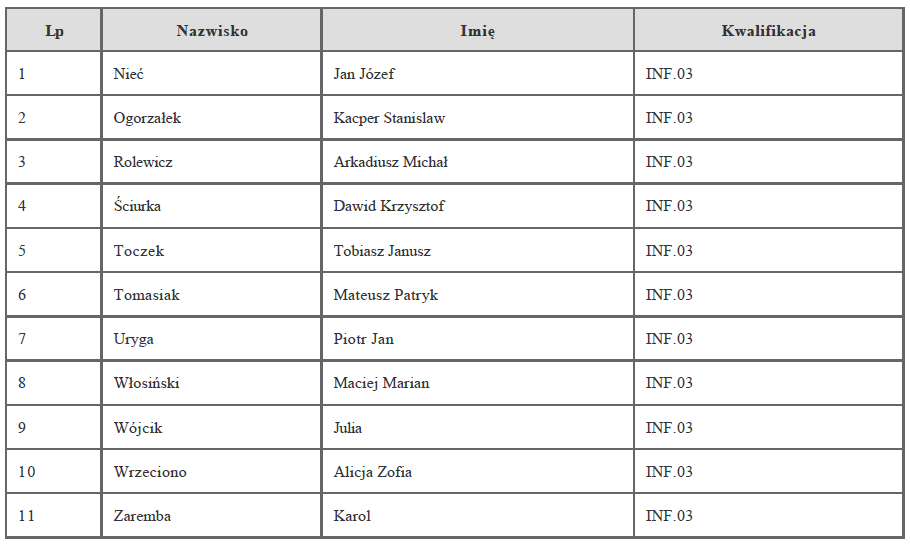 Lp Nazwisko Imię Kwalifikacja
1 Nieć Jan Józef INF.03
2 Ogorzałek Kacper Stanislaw INF.03
3 Rolewicz Arkadiusz Michał INF.03
4 Ściurka Dawid Krzysztof INF.03
5 Toczek Tobiasz Janusz INF.03
6 Tomasiak Mateusz Patryk INF.03
7 Uryga Piotr Jan INF.03
8 Włosiński Maciej Marian INF.03
9 Wójcik Julia INF.03
10 Wrzeciono Alicja Zofia INF.03
11 Zaremba Karol INF.03